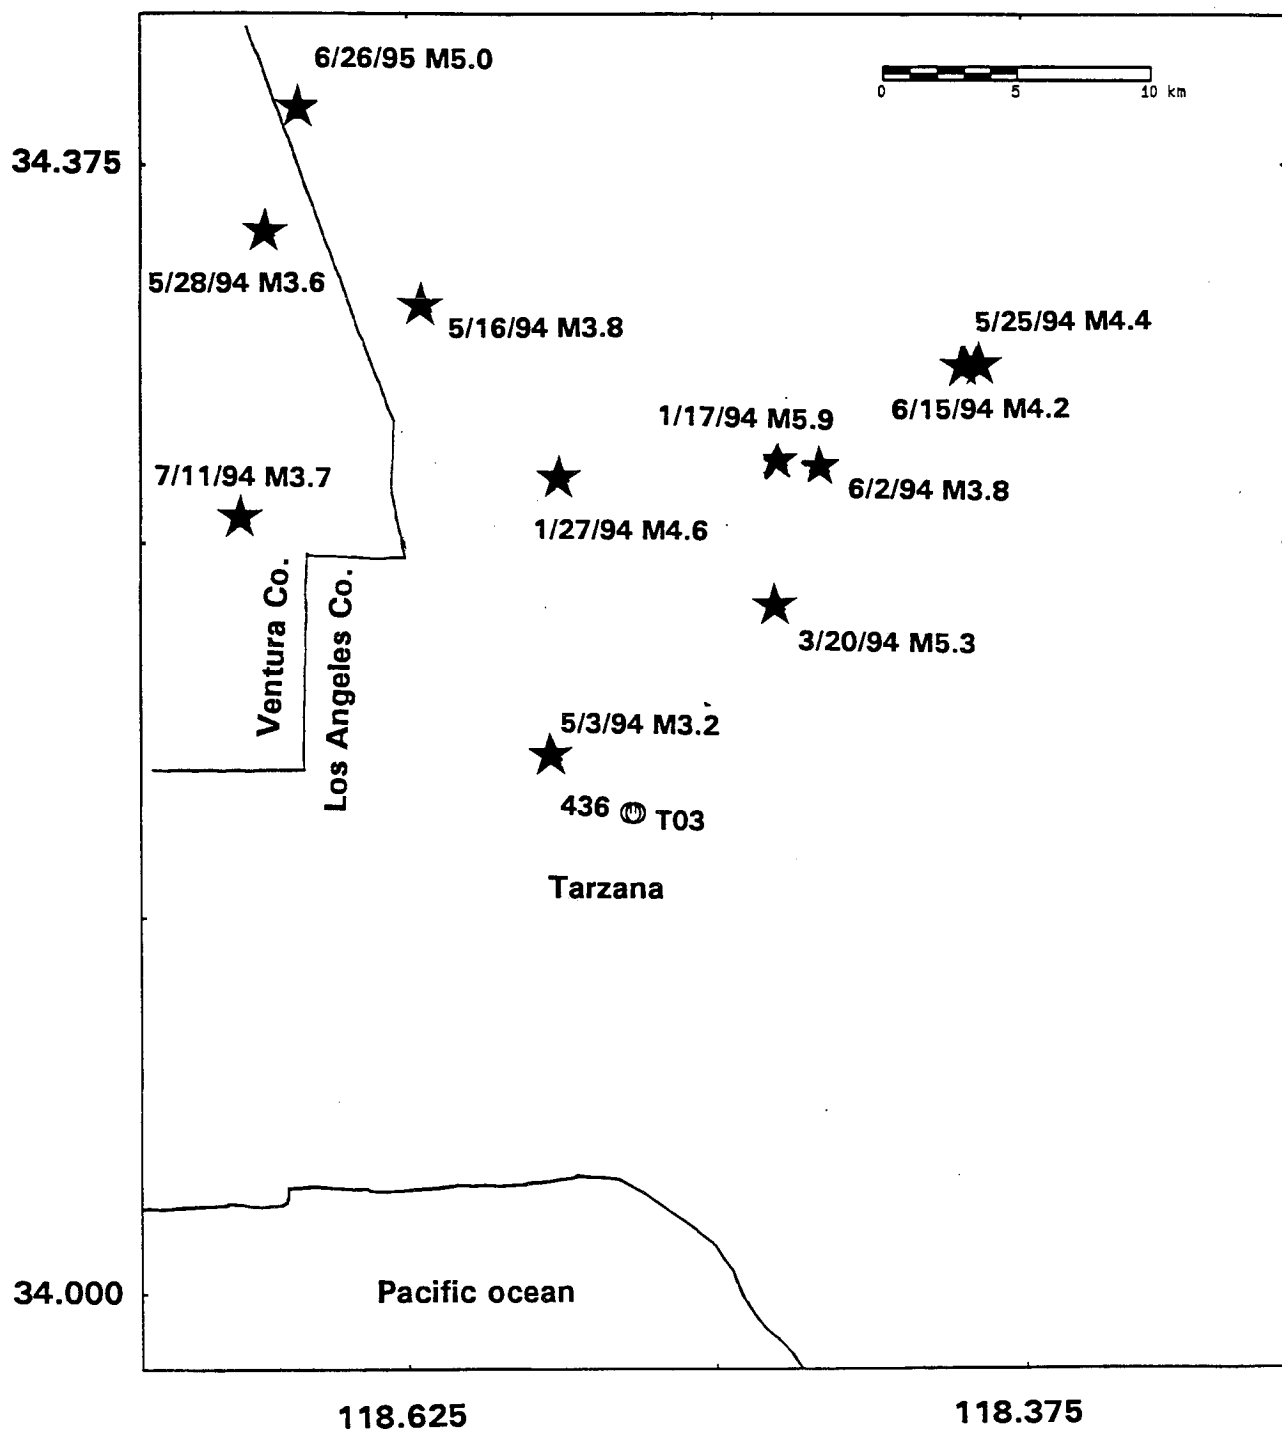 6/26/95 M5.0
0 5 10 km
34.375
5/28/94 M3.6
5/16/94 M3.8
5/25/94 M4.4
6/15/94 M4.2
1/17/94 M5.9
7/11/94 M3.7
6/2/94 M3.8
1/27/94 M4.6
Ventura Co.
Los Angeles Co.
3/20/94 M5.3
5/3/94 M3.2
436
T03
Tarzana
34.000
Pacific ocean
118.625
118.375